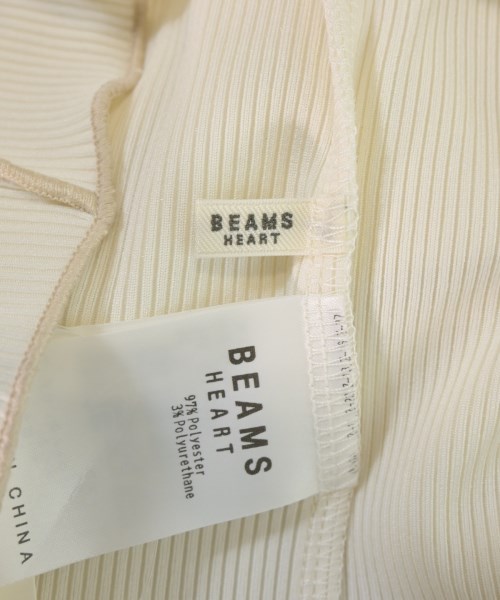 BEAMS
HEART
BEAMS
HEART
97% Polyester
3% Polyurethane
CHINA